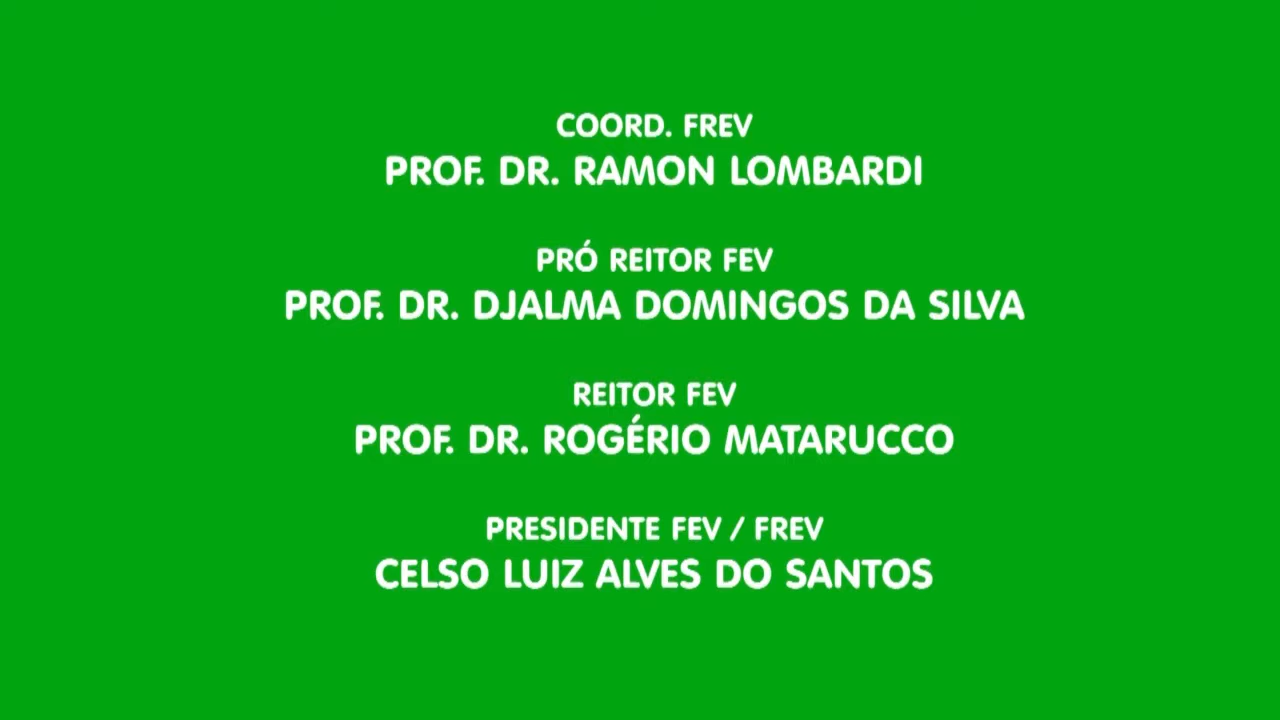 COORD. FREV
PROF. DR. RAMON LOMBARDI
PRÓ REITOR FEV
PROF. DR. DJALMA DOMINGOS DA SILVA
REITOR FEV
PROF. DR. ROGÉRIO MATARUCCO
PRESIDENTE FEV / FREV
CELSO LUIZ ALVES DO SANTOS